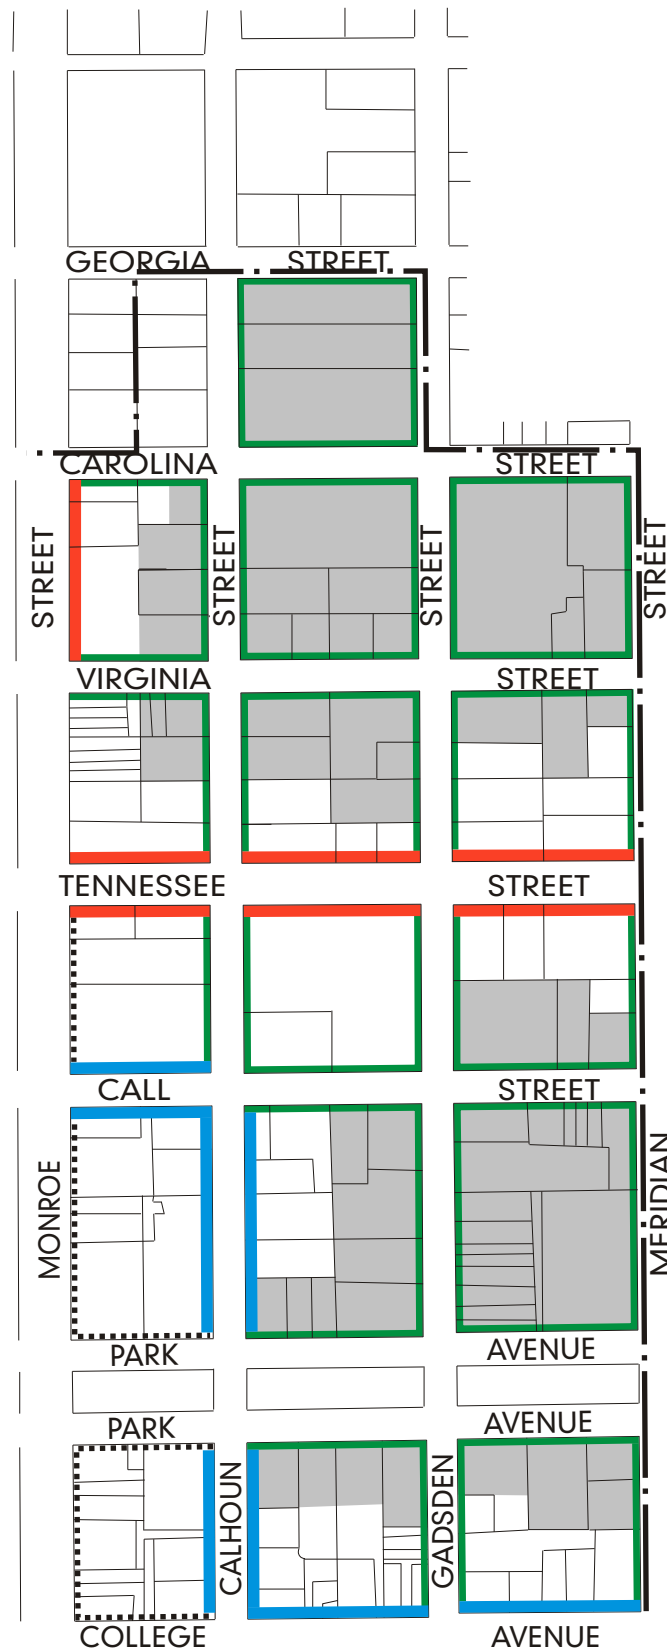 GEORGIA STREET
CAROLINA STREET
STREET STREET STREET STREET
VIRGINIA STREET
TENNESSEE STREET
CALL STREET
MONROE MERIDIAN
PARK AVENUE
PARK AVENUE
CALHOUN GADSDEN
COLLEGE AVENUE